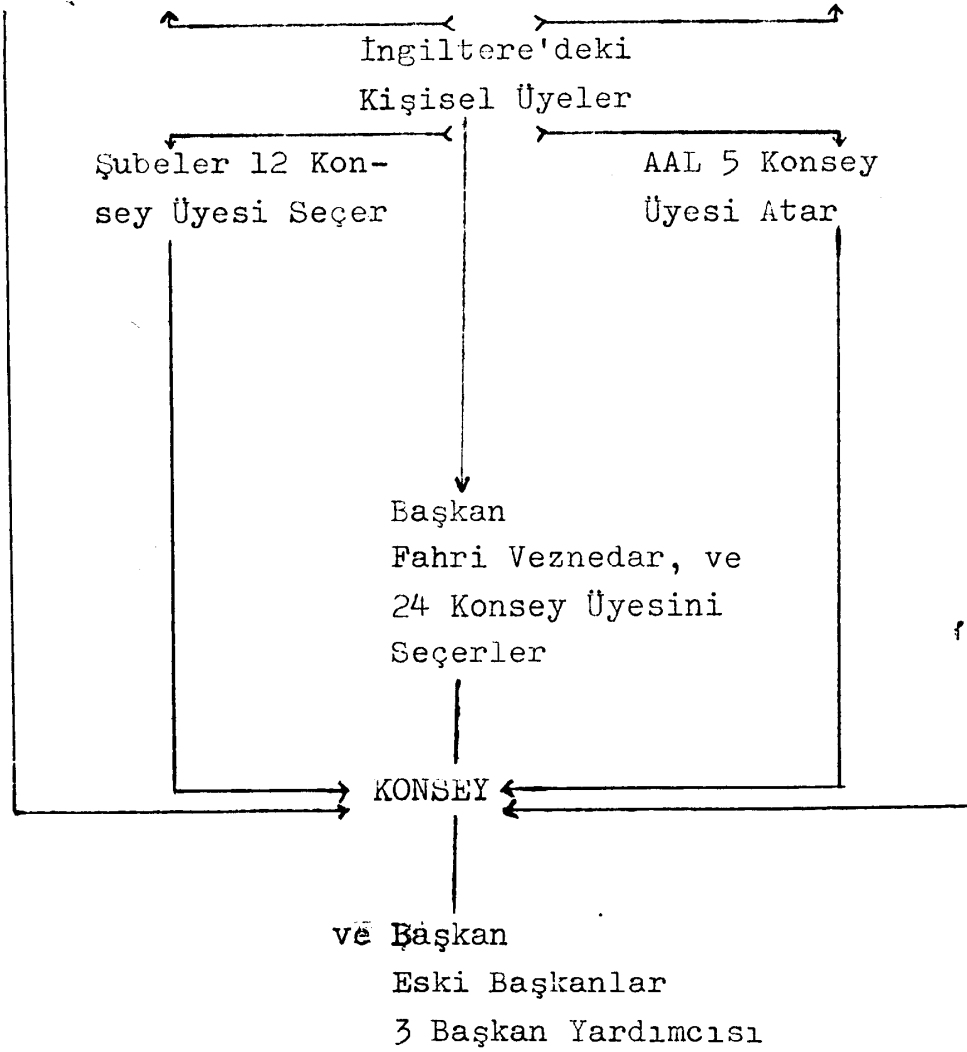 İngiltere'deki
Kişisel Üyeler
Şubeler 12 Kon-
sey Üyesi Seçer
AAL 5 Konsey
Üyesi Atar
Başkan
Fahri Veznedar, ve
24 Konsey Üyesini
Seçerler
KONSEY
ve Başkan
Eski Başkanlar
3 Başkan Yardımcısı